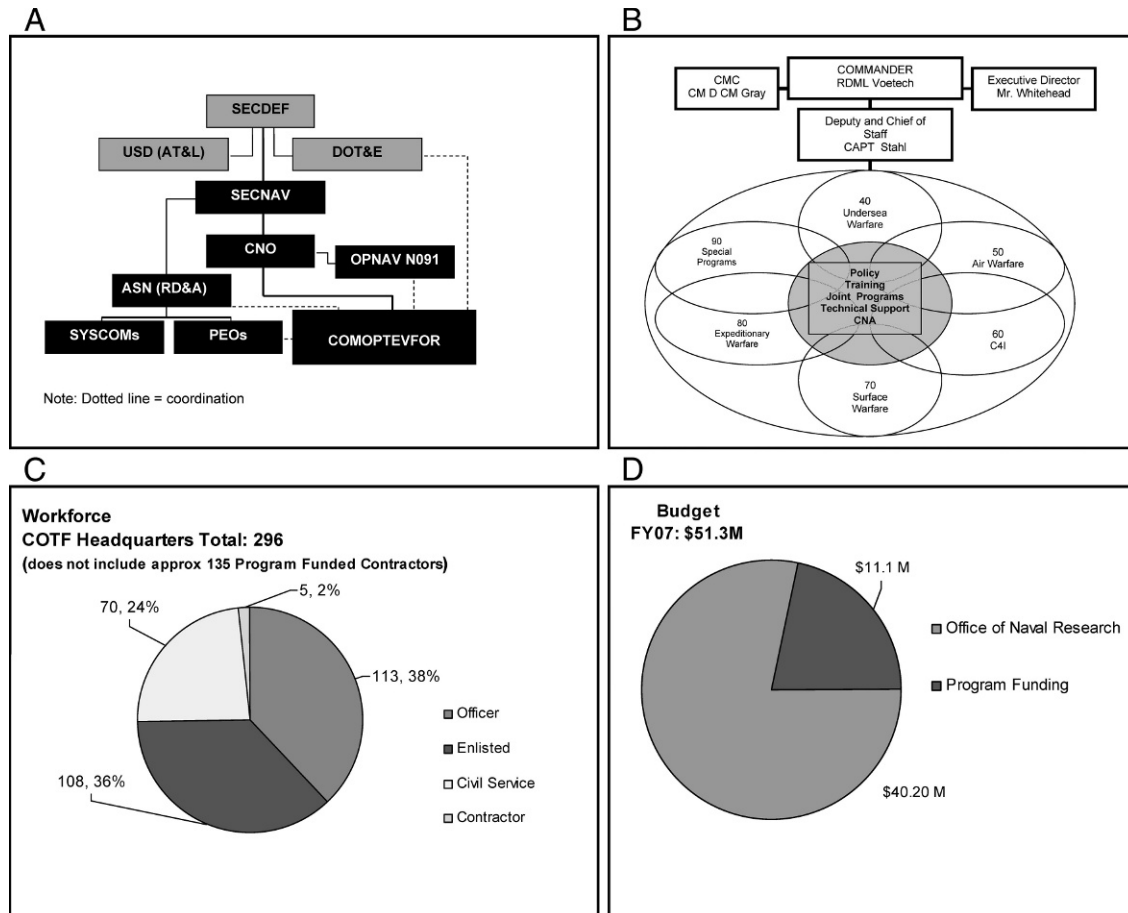 A
SECDEF
USD (AT&L)
DOT&E
SECNAV
CNO
OPNAV N091
ASN (RD&A)
SYSCOMs
PEOs
COMOPTEVFOR
Note: Dotted line = coordination
B
CMC
CM D CM Gray
COMMANDER
RDML Voetech
Executive Director
Mr. Whitehead
Deputy and Chief of
Staff
CAPT Stahl
40
Undersea
Warfare
90
Special
Programs
50
Air Warfare
Policy
Training
Joint Programs
Technical Support
CNA
80
Expeditionary
Warfare
60
C4I
70
Surface
Warfare
C
Workforce
COTF Headquarters Total: 296
(does not include approx 135 Program Funded Contractors)
5, 2%
70, 24%
113, 38%
108, 36%
Officer
Enlisted
Civil Service
Contractor
D
Budget
FY07: $51.3M
$11.1 M
Office of Naval Research
Program Funding
$40.20 M